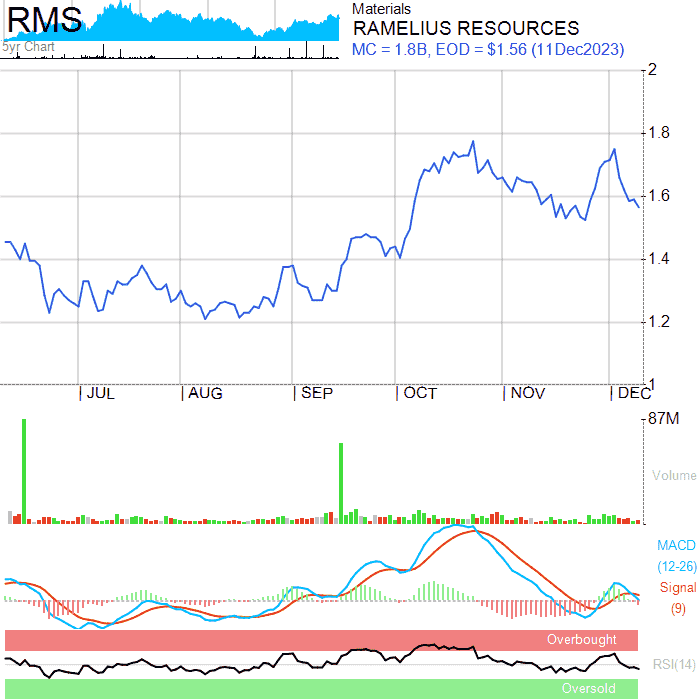 RMS
5yr Chart
Materials
RAMELIUS RESOURCES
MC = 1.8B, EOD = $1.56 (11Dec2023)
2
1.8
1.6
1.4
1.2
1
JUL
AUG
SEP
OCT
NOV
DEC
87M
Volume
MACD
(12-26)
Signal
(9)
Overbought
RSI(14)
Oversold